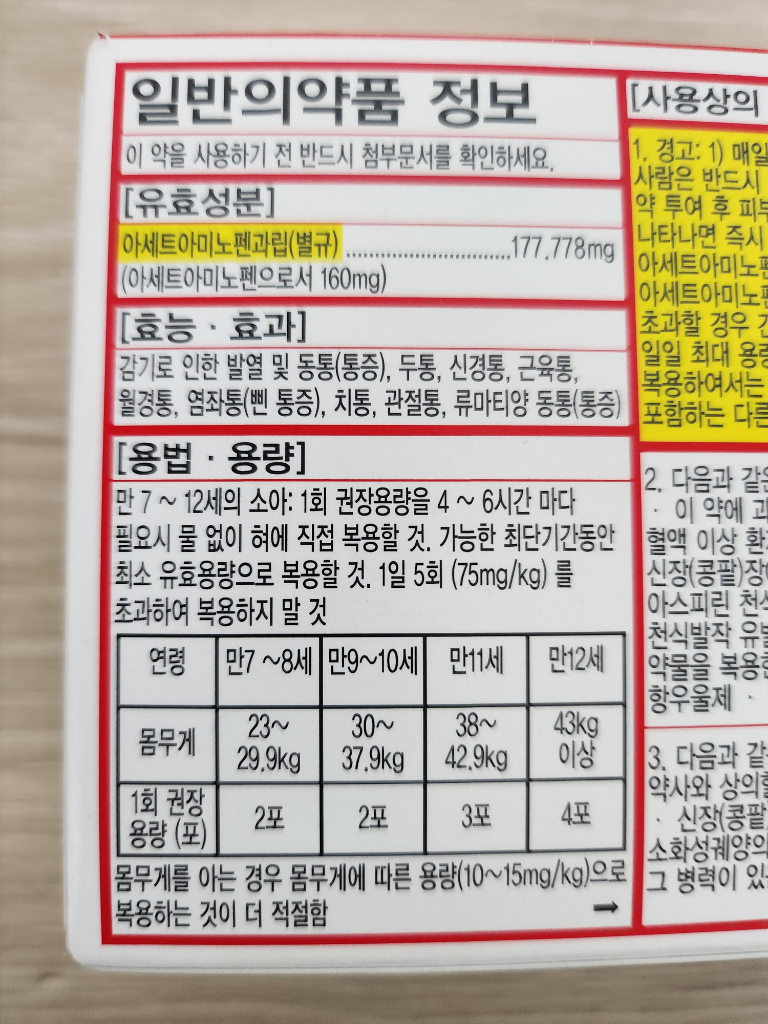 일반의약품 정보
이 약을 사용하기 전 반드시 첨부문서를 확인하세요.
[유효성분]
아세트아미노펜과립(별규) ..............................177.778mg
(아세트아미노펜으로서 160mg)
[효능 · 효과]
감기로 인한 발열 및 동통(통증), 두통, 신경통, 근육통,
월경통, 염좌통(삔 통증), 치통, 관절통, 류마티양 동통(통증)
[용법 · 용량]
만 7 ~ 12세의 소아: 1회 권장용량을 4 ~ 6시간 마다
필요시 물 없이 혀에 직접 복용할 것. 가능한 최단기간동안
최소 유효용량으로 복용할 것. 1일 5회 (75mg/kg) 를
초과하여 복용하지 말 것
연령 만7 ~8세 만9~10세 만11세 만12세
몸무게 23~29.9kg 30~37.9kg 38~42.9kg 43kg 이상
1회 권장용량 (포) 2포 2포 3포 4포
몸무게를 아는 경우 몸무게에 따른 용량(10~15mg/kg)으로
복용하는 것이 더 적절함 →
[사용상의
1. 경고: 1) 매일
사람은 반드시
약 투여 후 피부
나타나면 즉시
아세트아미노펜
아세트아미노펜
초과할 경우 간
일일 최대 용량
복용하여서는
포함하는 다른
2. 다음과 같은
· 이 약에 과
혈액 이상 환자
신장(콩팥)장
아스피린 천식
천식발작 유발
약물을 복용한
항우울제 ·
3. 다음과 같은
약사와 상의할
· 신장(콩팥)
소화성궤양의
그 병력이 있